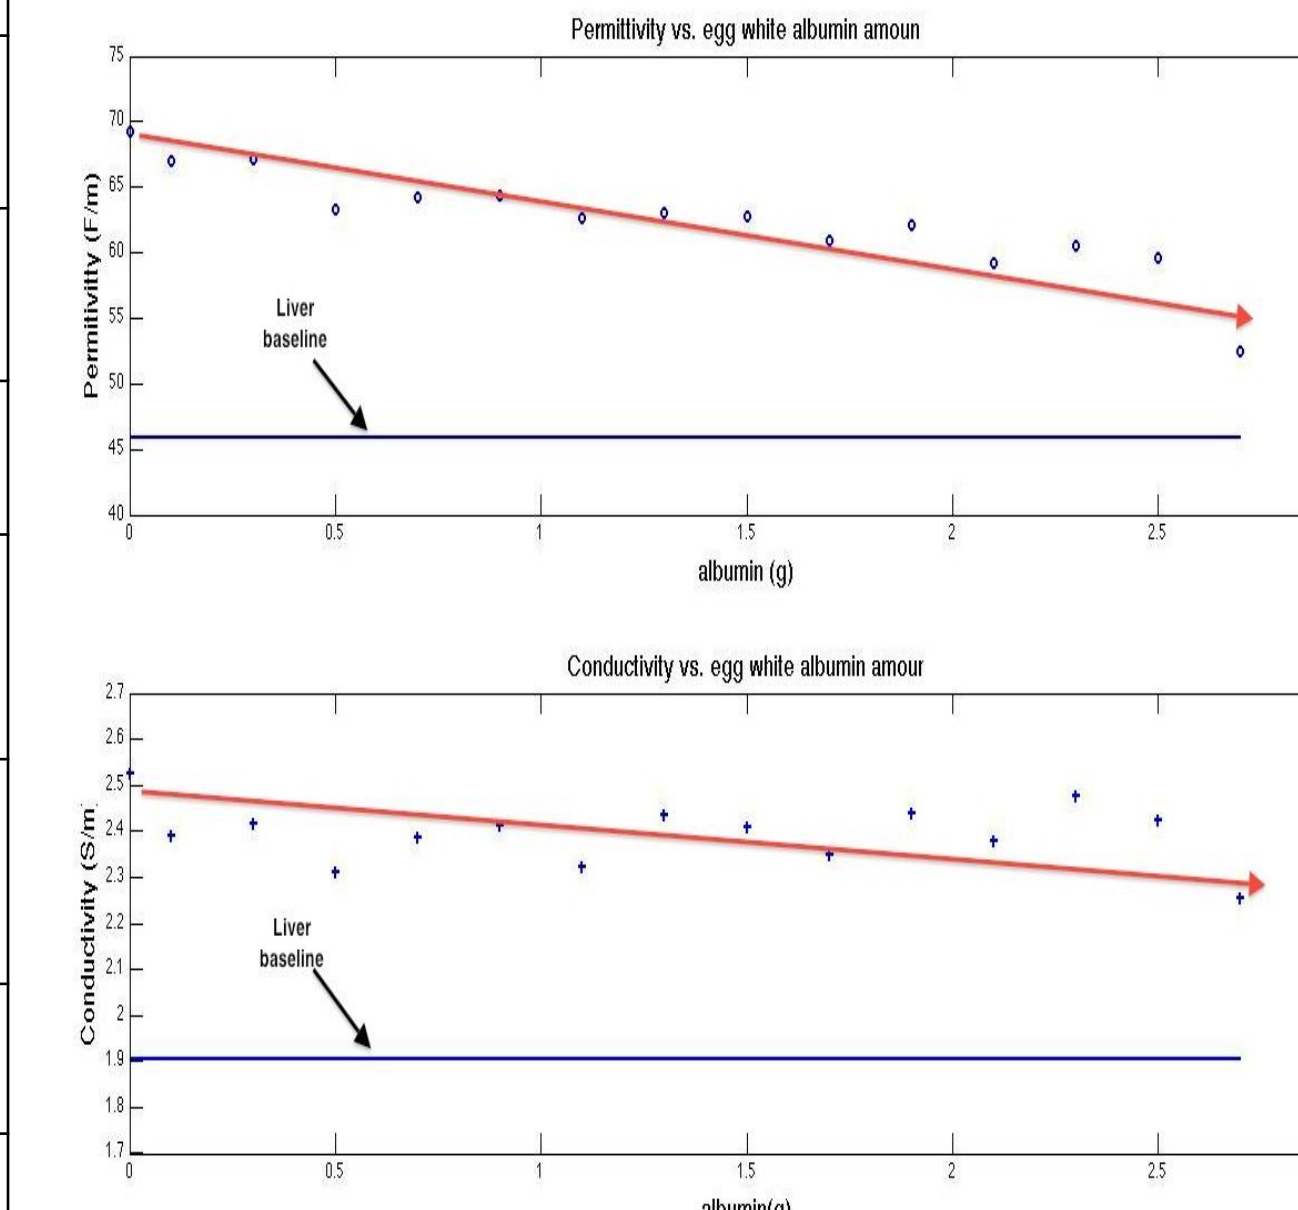 Permittivity vs. egg white albumin amoun
75
70
65
60
55
50
45
40
Permitivitty (F/m)
Liver
baseline
0 0.5 1 1.5 2 2.5
albumin (g)
Conductivity vs. egg white albumin amour
2.7
2.6
2.5
2.4
2.3
2.2
2.1
2
1.9
1.8
1.7
Conductivity (S/m
Liver
baseline
0 0.5 1 1.5 2 2.5
albumin(g)